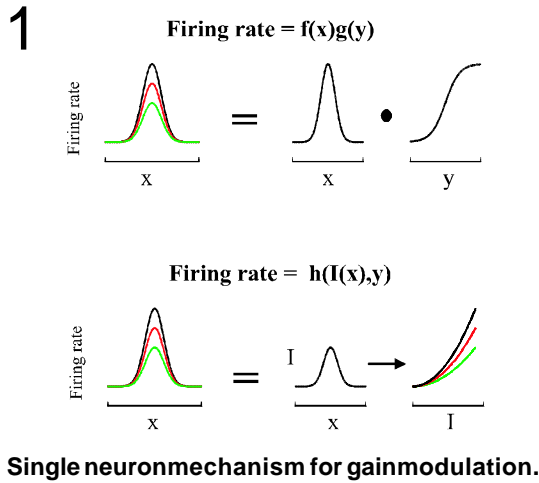 1
Firing rate = f(x)g(y)
Firing rate
=
•
x
x
y
Firing rate = h(I(x),y)
Firing rate
=
I
x
x
I
Single neuronmechanism for gainmodulation.